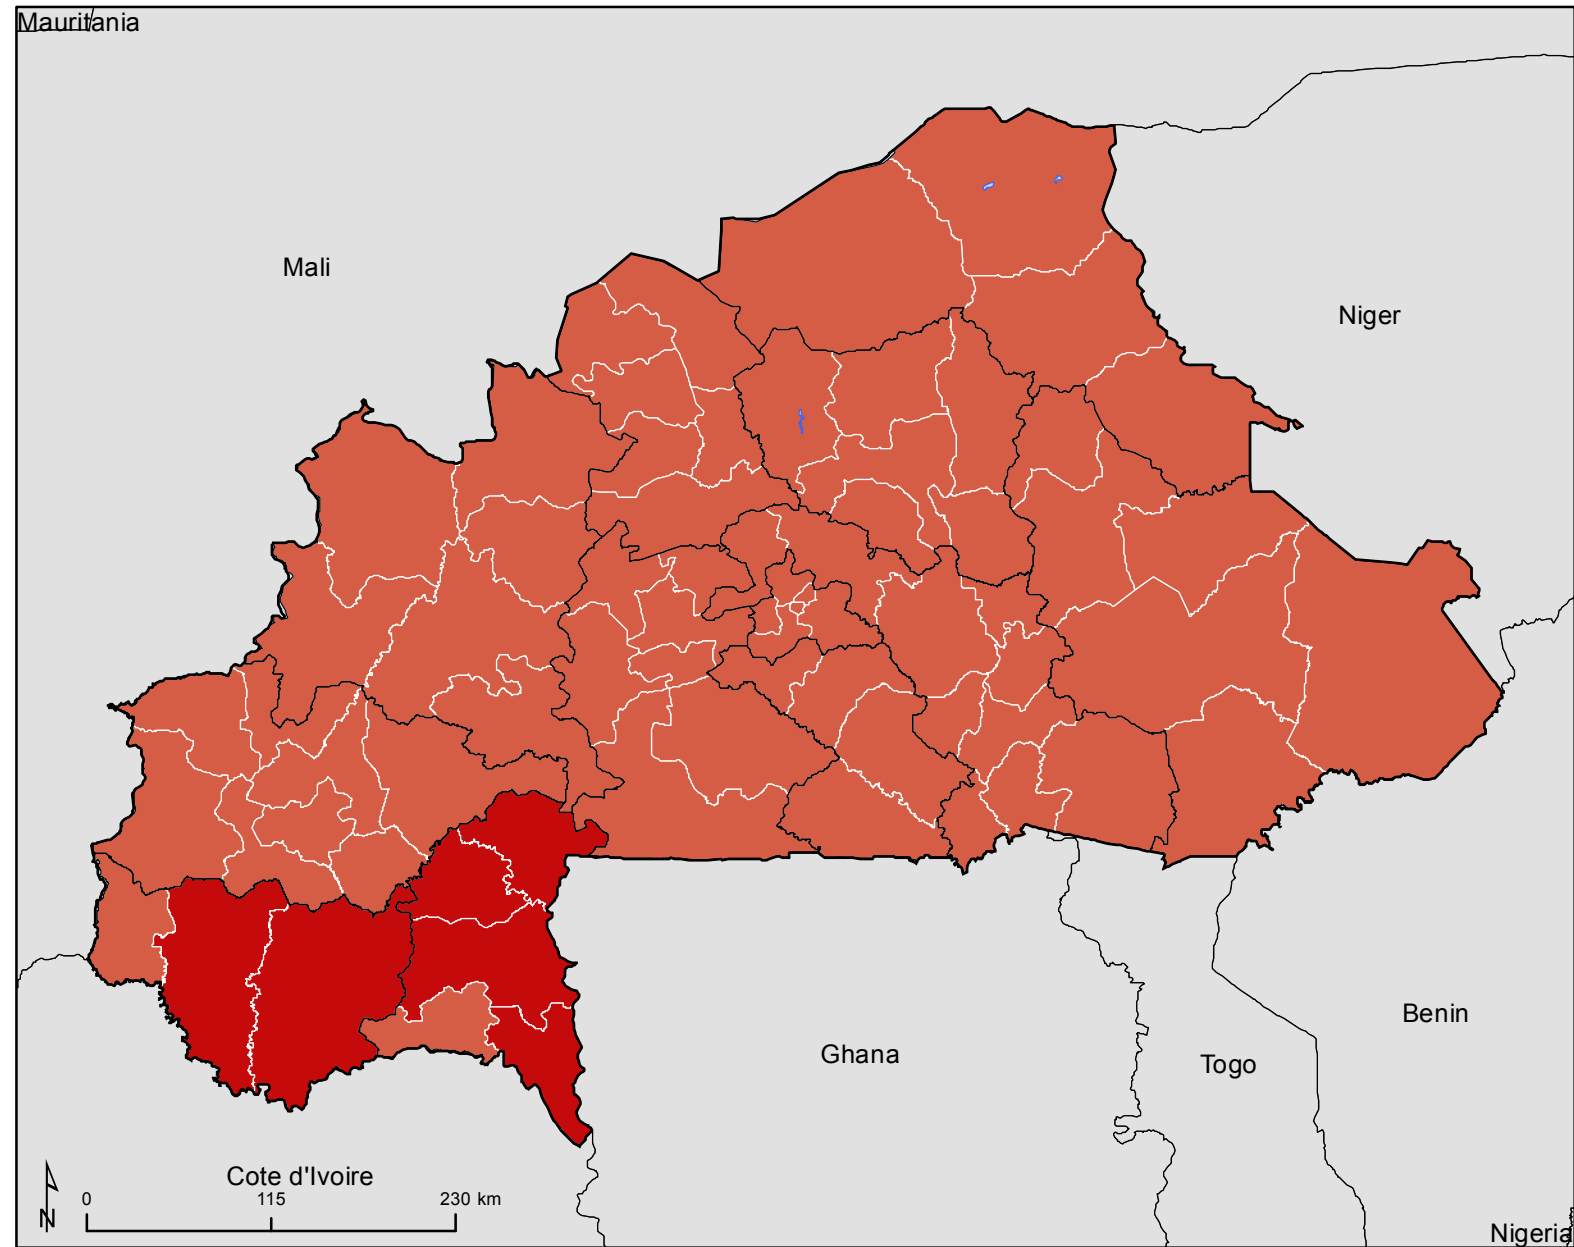 Mauritania
Mali
Niger
Benin
Ghana
Togo
Cote d'Ivoire
0 115 230 km
N
Nigeria